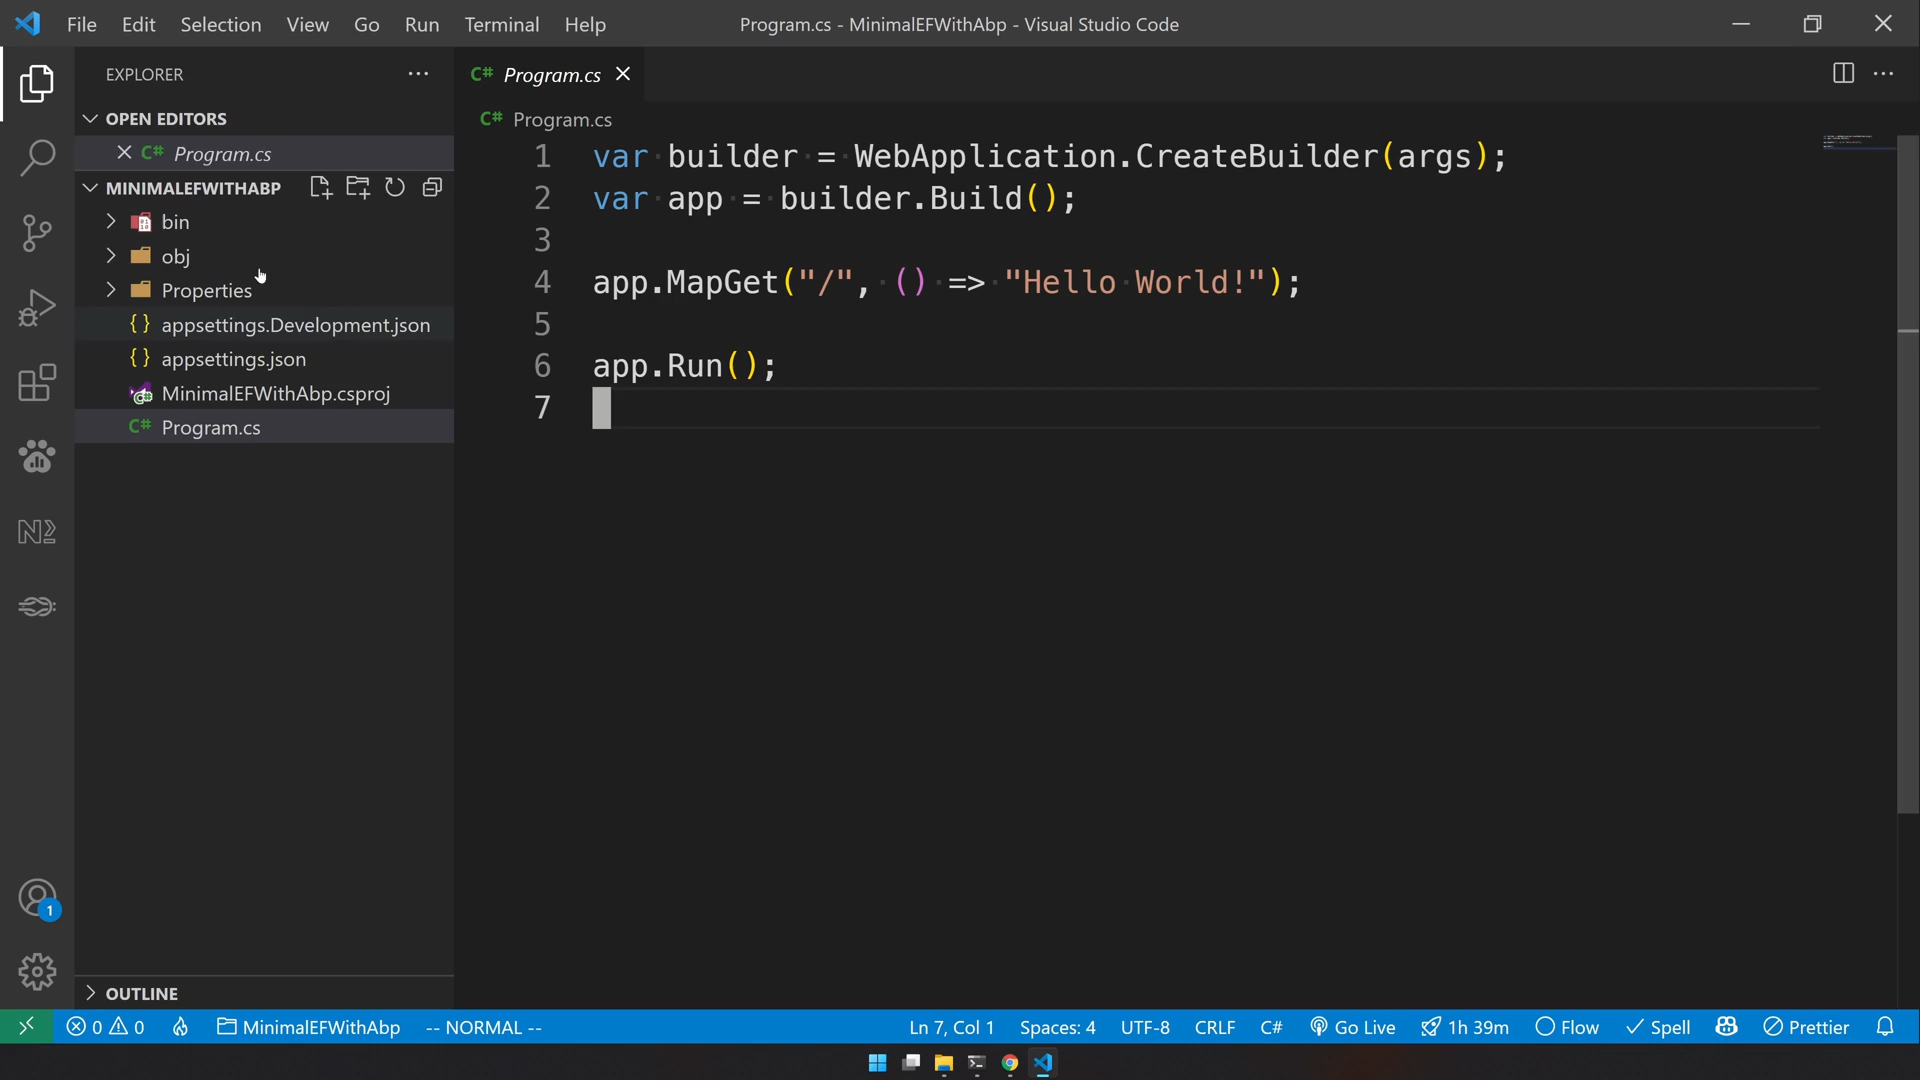 File Edit Selection View Go Run Terminal Help
Program.cs - MinimalEFWithAbp - Visual Studio Code
EXPLORER
OPEN EDITORS
C# Program.cs
MINIMALEFWITHABP
bin
obj
Properties
{} appsettings.Development.json
{} appsettings.json
MinimalEFWithAbp.csproj
C# Program.cs
OUTLINE
C# Program.cs
C# Program.cs
1 var builder = WebApplication.CreateBuilder(args);
2 var app = builder.Build();
3
4 app.MapGet("/", () => "Hello World!");
5
6 app.Run();
7
1
0 0 MinimalEFWithAbp -- NORMAL -- Ln 7, Col 1 Spaces: 4 UTF-8 CRLF C# Go Live 1h 39m Flow Spell Prettier